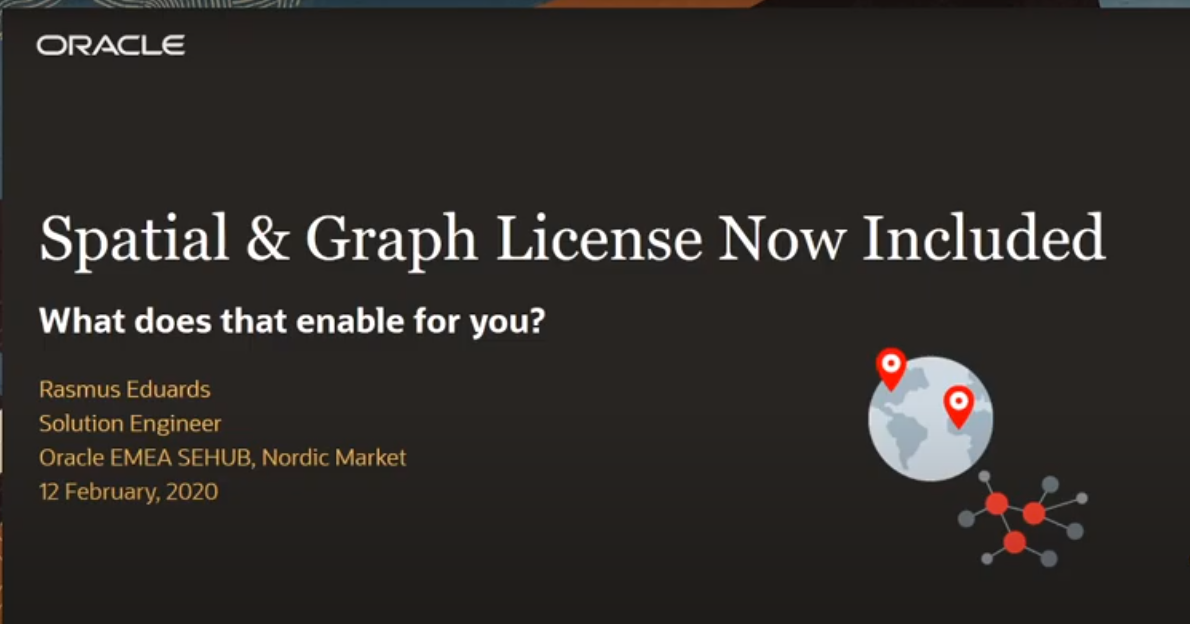 ORACLE
Spatial & Graph License Now Included
What does that enable for you?
Rasmus Eduards
Solution Engineer
Oracle EMEA SEHUB, Nordic Market
12 February, 2020